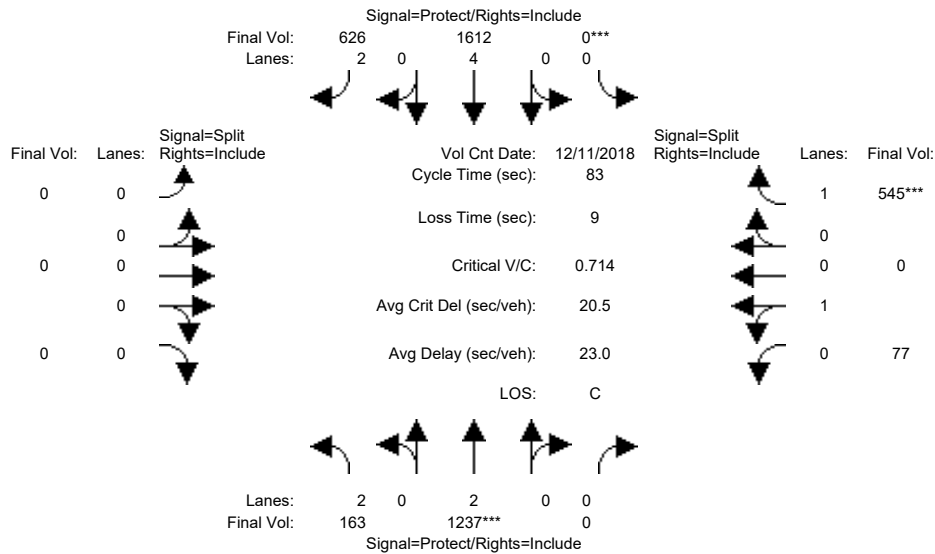 Signal=Protect/Rights=Include
Final Vol: 626 1612 0***
Lanes: 2 0 4 0 0
Signal=Split
Final Vol: Lanes: Rights=Include
Vol Cnt Date: 12/11/2018
Signal=Split
Rights=Include Lanes: Final Vol:
Cycle Time (sec): 83
0 0
1 545***
Loss Time (sec): 9
0
0
0 0
Critical V/C: 0.714
0 0
0
Avg Crit Del (sec/veh): 20.5
1
0 0
Avg Delay (sec/veh): 23.0
0 77
LOS: C
Lanes: 2 0 2 0 0
Final Vol: 163 1237*** 0
Signal=Protect/Rights=Include